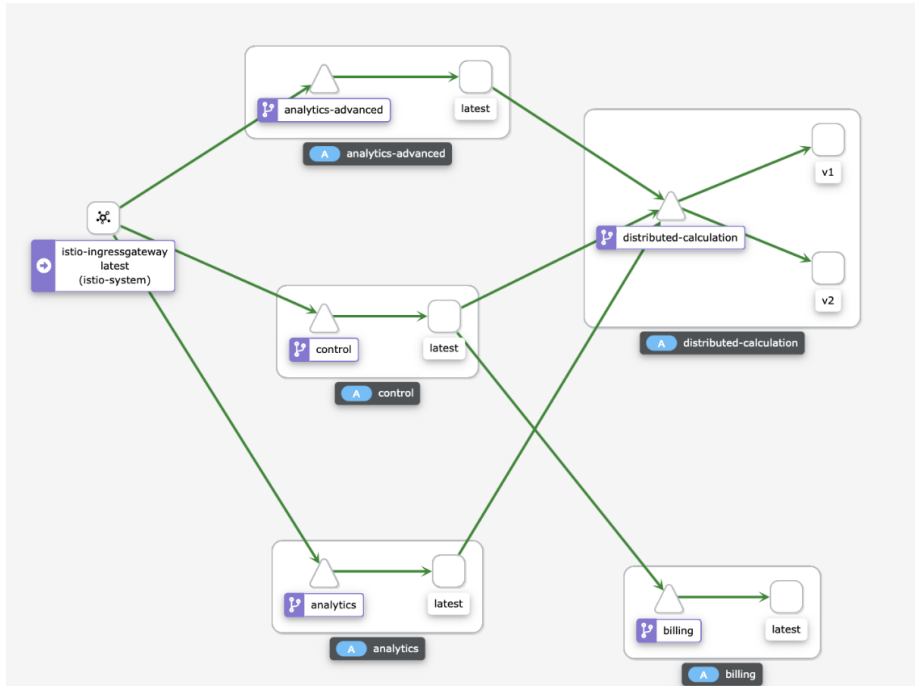 analytics-advanced
latest
A analytics-advanced
v1
distributed-calculation
v2
A distributed-calculation
istio-ingressgateway
latest
(istio-system)
control
latest
A control
analytics
latest
A analytics
billing
latest
A billing